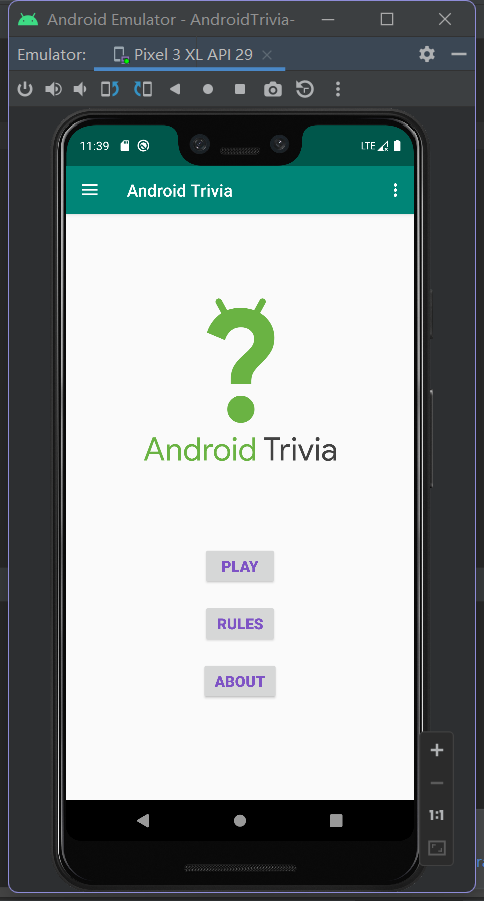 Android Emulator - AndroidTrivia-
Emulator: Pixel 3 XL API 29
11:39 LTE
Android Trivia
?
Android Trivia
PLAY
RULES
ABOUT
1:1